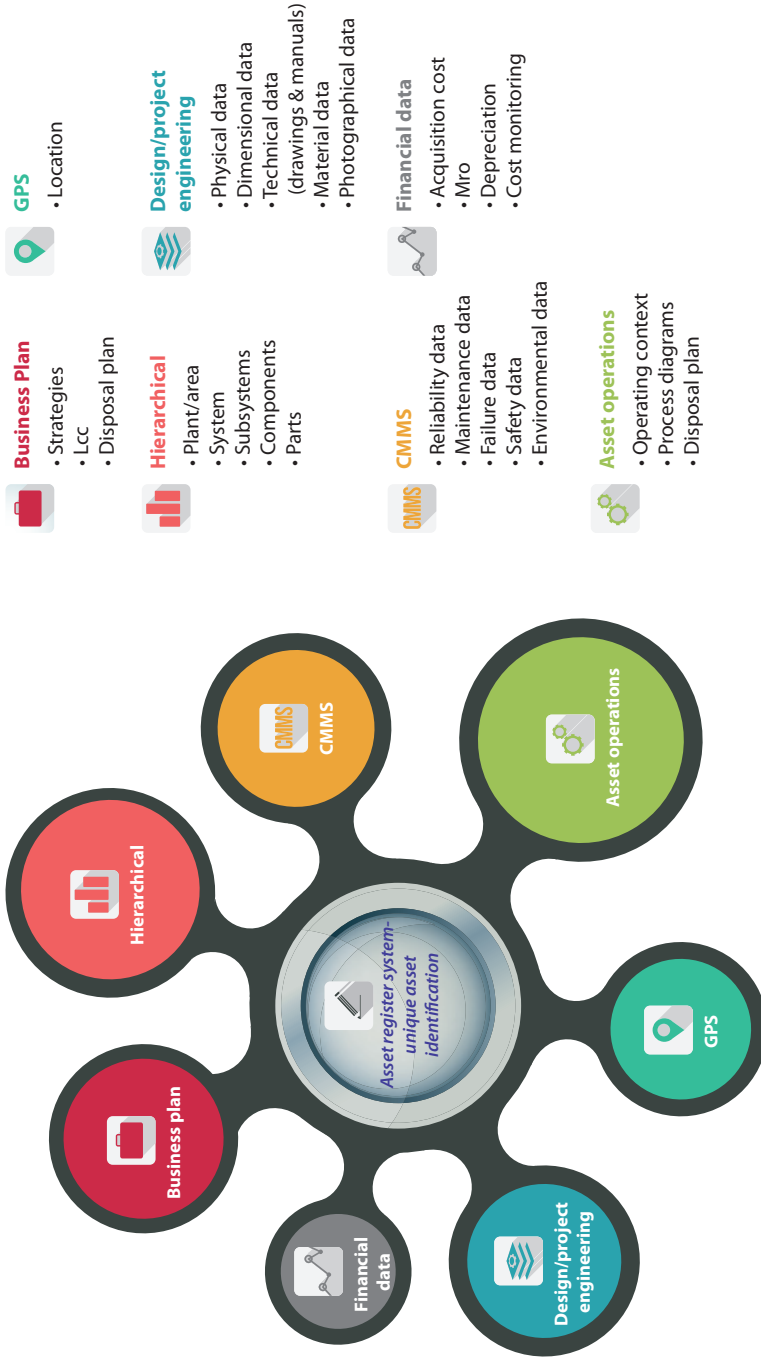 Business plan
Hierarchical
CMMS
CMMS
Financial
data
Asset register system-
unique asset
identification
Asset operations
Design/project
engineering
GPS
Business Plan
• Strategies
• Lcc
• Disposal plan
Hierarchical
• Plant/area
• System
• Subsystems
• Components
• Parts
CMMS
CMMS
• Reliability data
• Maintenance data
• Failure data
• Safety data
• Environmental data
Asset operations
• Operating context
• Process diagrams
• Disposal plan
GPS
• Location
Design/project
engineering
• Physical data
• Dimensional data
• Technical data
(drawings & manuals)
• Material data
• Photographical data
Financial data
• Acquisition cost
• Mro
• Depreciation
• Cost monitoring